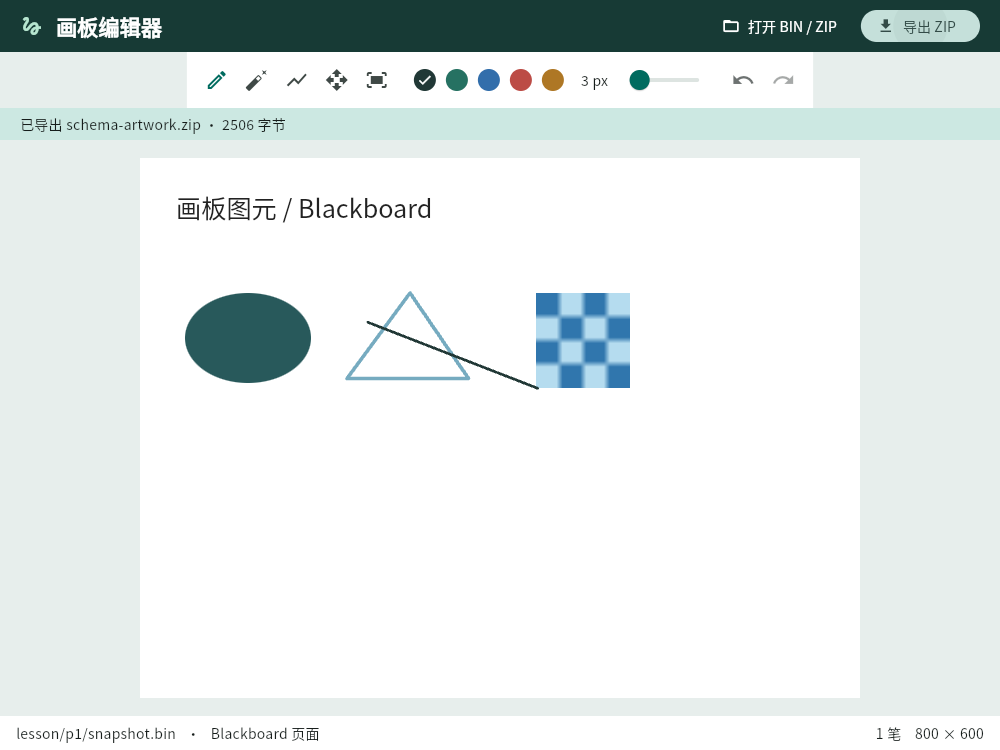 画板编辑器
打开 BIN / ZIP
导出 ZIP
3 px
已导出 schema-artwork.zip • 2506 字节
画板图元 / Blackboard
lesson/p1/snapshot.bin • Blackboard 页面
1 笔 800 × 600